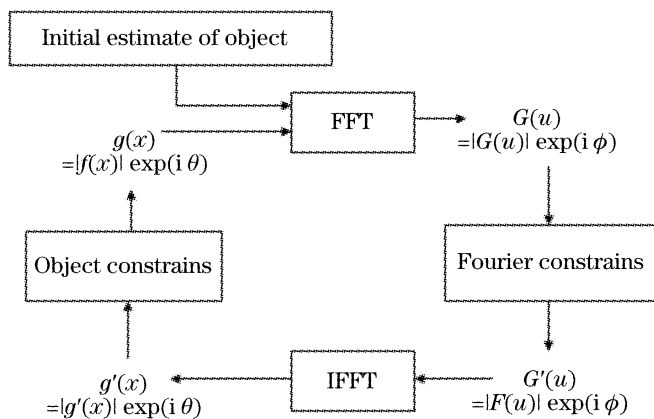 Initial estimate of object
FFT
g(x)
=|f(x)| exp(i θ)
G(u)
=|G(u)| exp(i ϕ)
Object constrains
Fourier constrains
g′(x)
=|g′(x)| exp(i θ)
IFFT
G′(u)
=|F(u)| exp(i ϕ)